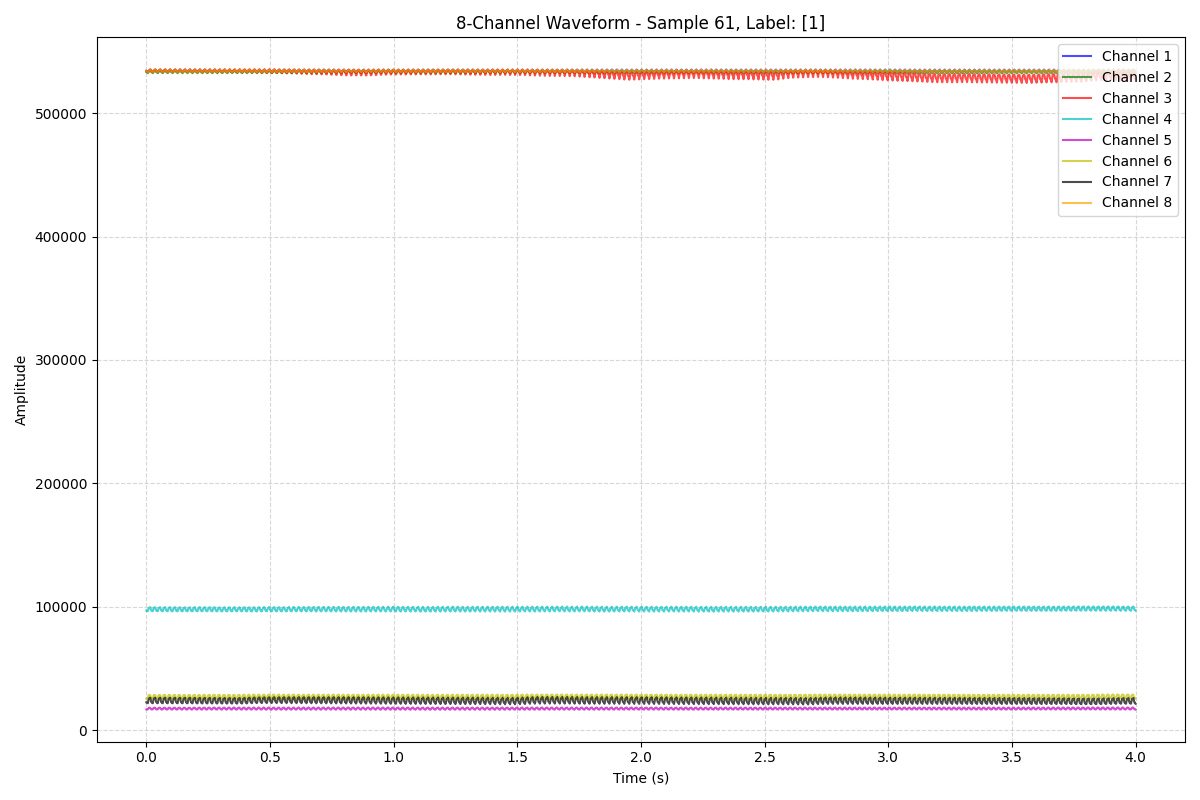 8-Channel Waveform - Sample 61, Label: [1]
Channel 1
Channel 2
Channel 3
Channel 4
Channel 5
Channel 6
Channel 7
Channel 8
Amplitude
500000
400000
300000
200000
100000
0
0.0 0.5 1.0 1.5 2.0 2.5 3.0 3.5 4.0
Time (s)